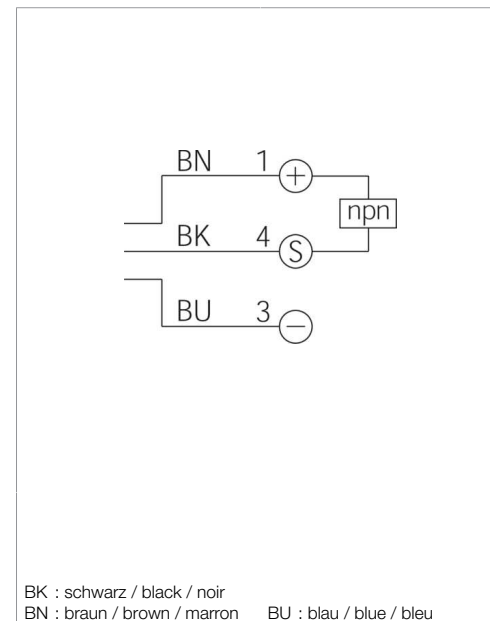 BN 1 +
npn
BK 4 S
BU 3 −
BK : schwarz / black / noir
BN : braun / brown / marron BU : blau / blue / bleu